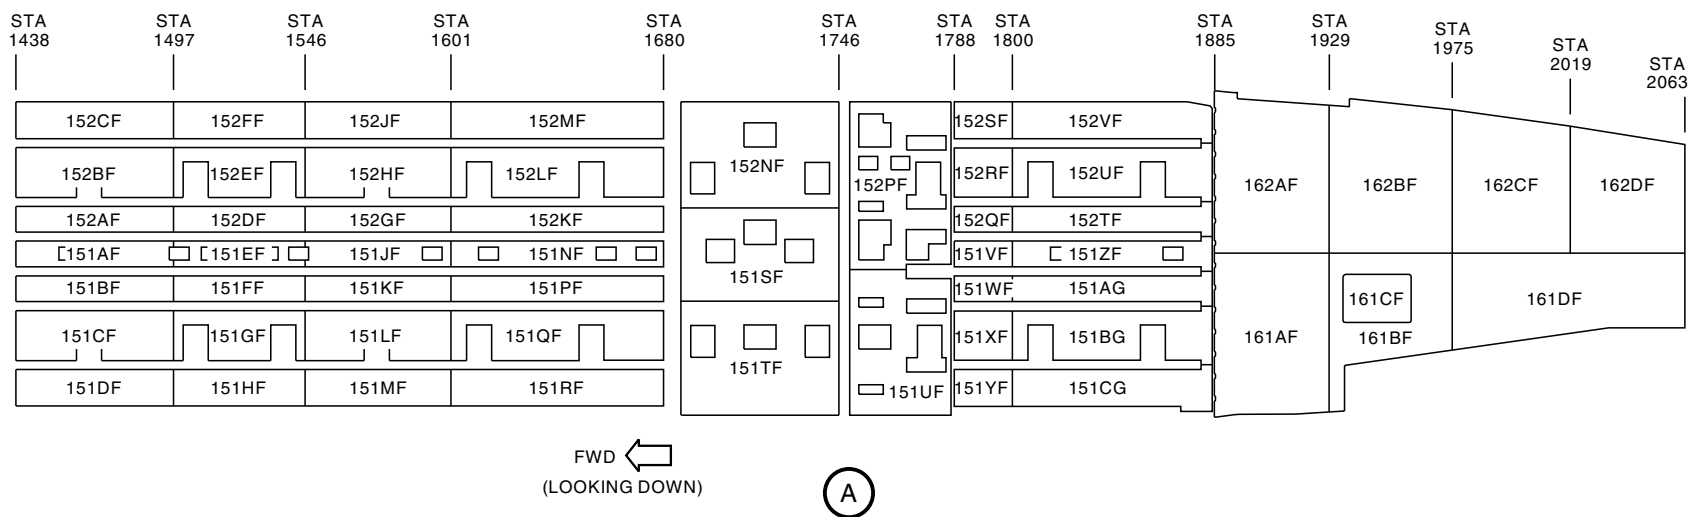 STA 1438 STA 1497 STA 1546 STA 1601 STA 1680 STA 1746 STA 1788 STA 1800 STA 1885 STA 1929 STA 1975 STA 2019 STA 2063
152CF 152FF 152JF 152MF 152SF 152VF
152BF 152EF 152HF 152LF 152NF 152PF 152RF 152UF 162AF 162BF 162CF 162DF
152AF 152DF 152GF 152KF 152QF 152TF
151AF 151EF 151JF 151NF 151SF 151VF 151ZF
151BF 151FF 151KF 151PF 151WF 151AG 161CF 161DF
151CF 151GF 151LF 151QF 151TF 151XF 151BG 161AF 161BF
151DF 151HF 151MF 151RF 151UF 151YF 151CG
FWD
(LOOKING DOWN)
A